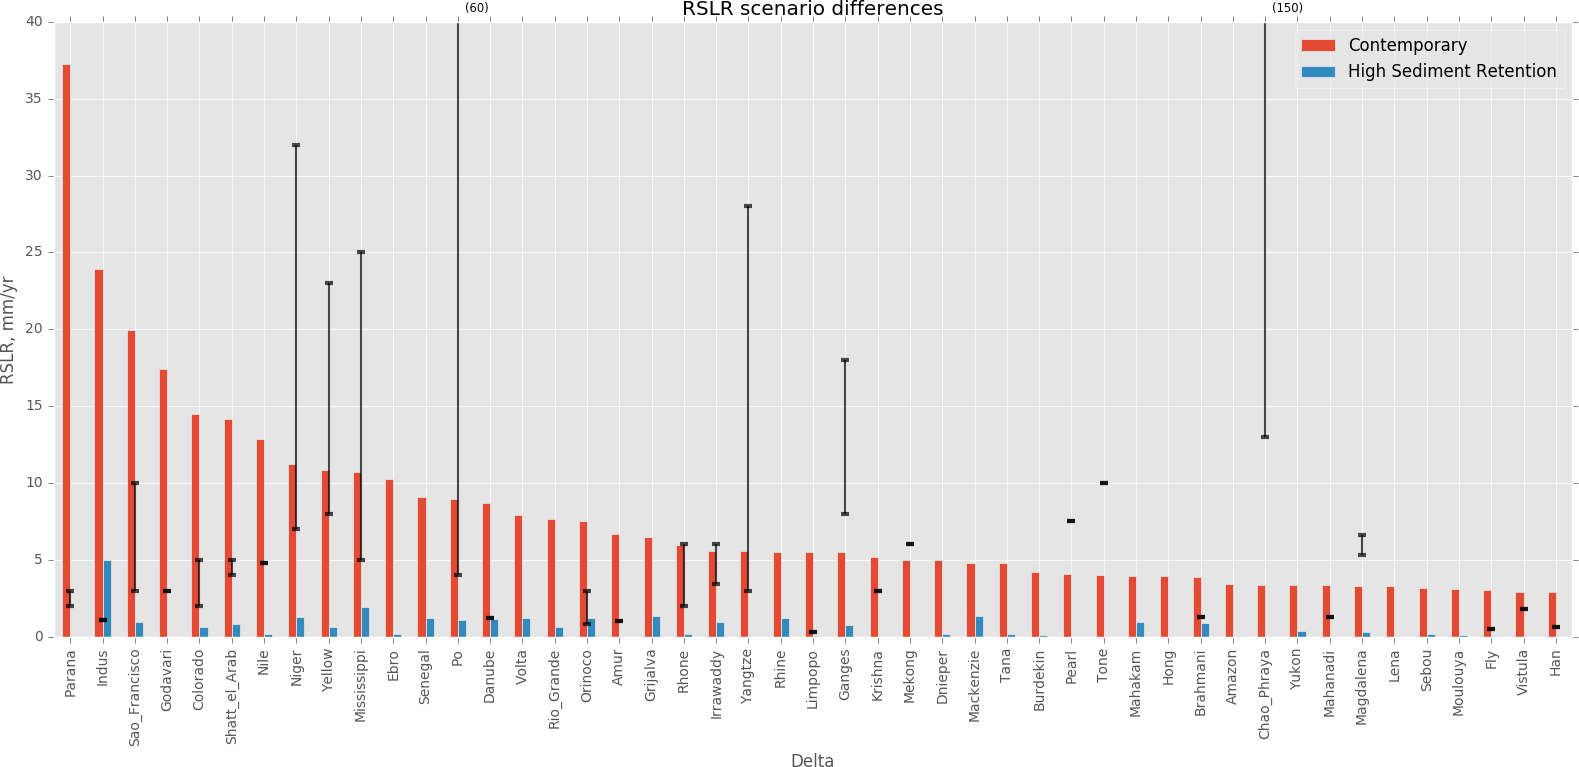 (60)
RSLR scenario differences
(150)
Contemporary
High Sediment Retention
RSLR, mm/yr
40
35
30
25
20
15
10
5
0
Parana
Indus
Sao_Francisco
Godavari
Colorado
Shatt_el_Arab
Nile
Niger
Yellow
Mississippi
Ebro
Senegal
Po
Danube
Volta
Rio_Grande
Orinoco
Amur
Grijalva
Rhone
Irrawaddy
Yangtze
Rhine
Limpopo
Ganges
Krishna
Mekong
Dnieper
Mackenzie
Tana
Burdekin
Pearl
Tone
Mahakam
Hong
Brahmani
Amazon
Chao_Phraya
Yukon
Mahanadi
Magdalena
Lena
Sebou
Moulouya
Fly
Vistula
Han
Delta